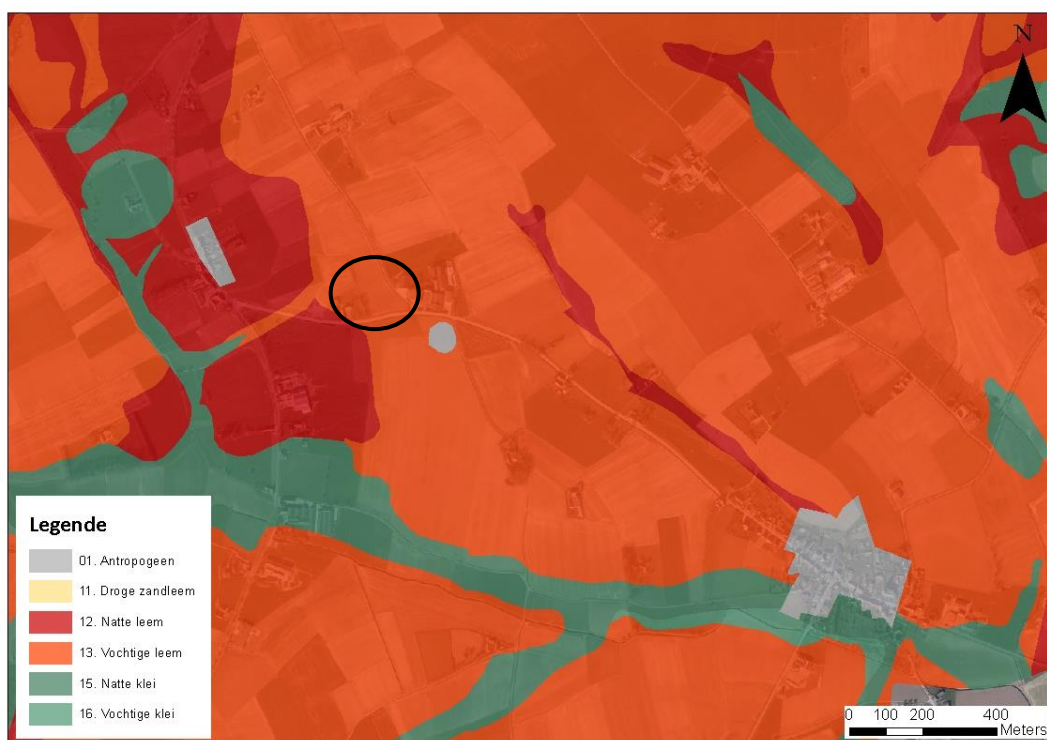 N
Legende
01. Antropogeen
11. Droge zandleem
12. Natte leem
13. Vochtige leem
15. Natte klei
16. Vochtige klei
0 100 200 400
Meters